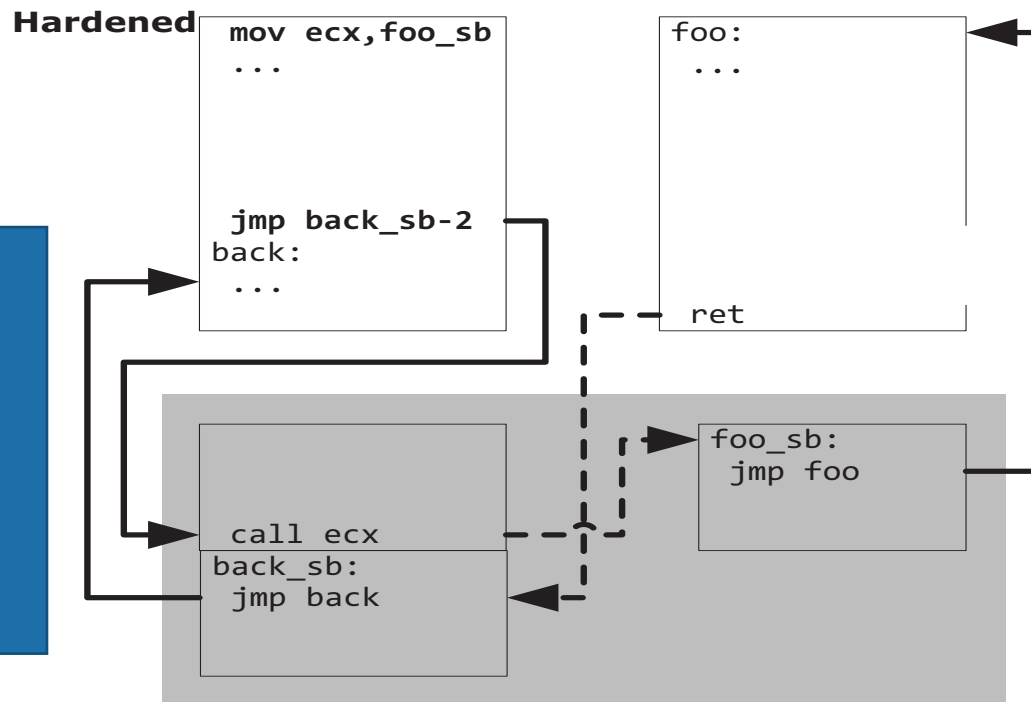 Hardened
mov ecx,foo_sb
...
jmp back_sb-2
back:
...
foo:
...
ret
call ecx
back_sb:
jmp back
foo_sb:
jmp foo